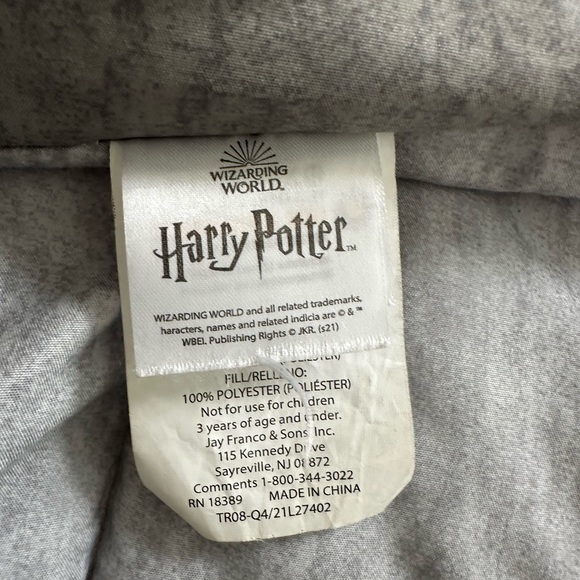 WIZARDING
WORLD™
Harry Potter™
WIZARDING WORLD and all related trademarks,
haracters, names and related indicia are © & ™
WBEI. Publishing Rights © JKR. (s21)
FILL/RELLENO:
100% POLYESTER (POLIÉSTER)
Not for use for children
3 years of age and under.
Jay Franco & Sons, Inc.
115 Kennedy Drive
Sayreville, NJ 08872
Comments 1-800-344-3022
RN 18389 MADE IN CHINA
TR08-Q4/21L27402